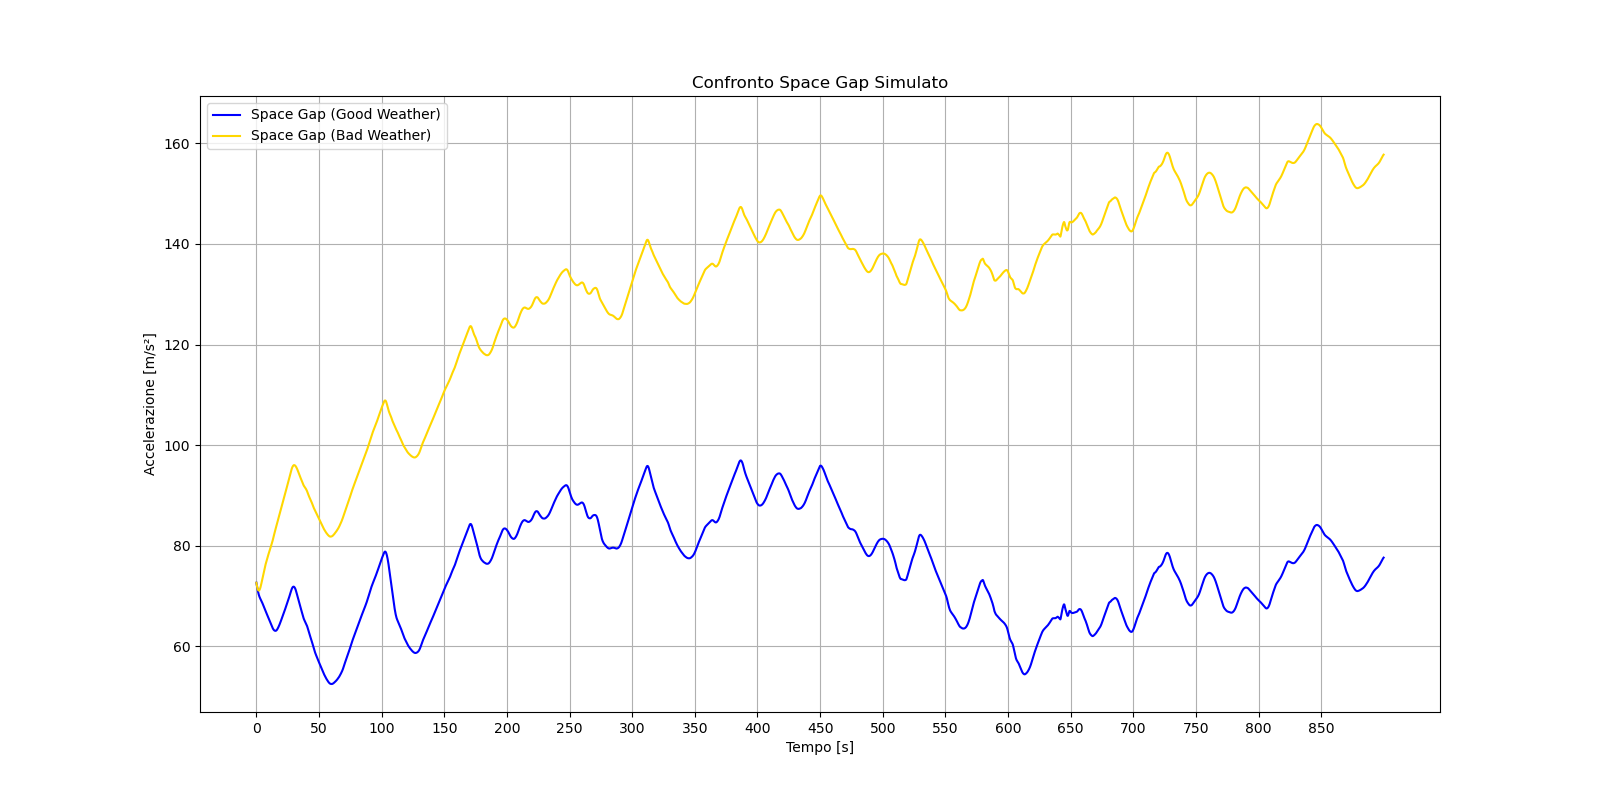 Confronto Space Gap Simulato
Space Gap (Good Weather)
Space Gap (Bad Weather)
Accelerazione [m/s²]
160
140
120
100
80
60
0 50 100 150 200 250 300 350 400 450 500 550 600 650 700 750 800 850
Tempo [s]